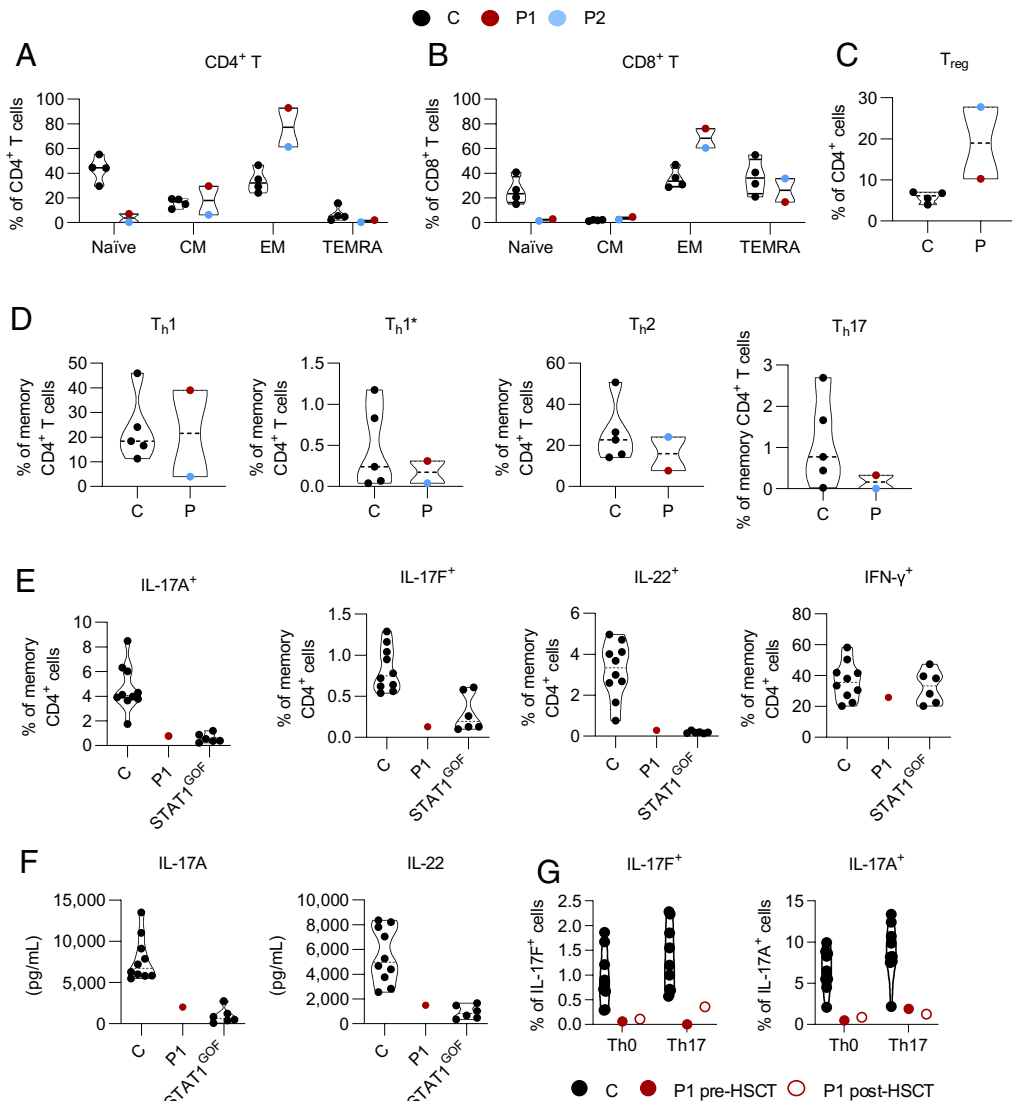 C P1 P2
A
CD4+ T
% of CD4+ T cells
100
80
60
40
20
0
Naïve CM EM TEMRA
B
CD8+ T
% of CD8+ T cells
100
80
60
40
20
0
Naïve CM EM TEMRA
C
Treg
% of CD4+ cells
30
20
10
0
C P
D
Th1
% of memory
CD4+ T cells
50
40
30
20
10
0
C P
Th1*
% of memory
CD4+ T cells
1.5
1.0
0.5
0.0
C P
Th2
% of memory
CD4+ T cells
60
40
20
0
C P
Th17
% of memory CD4+ T cells
3
2
1
0
C P
E
IL-17A+
% of memory
CD4+ cells
10
8
6
4
2
0
C P1 STAT1GOF
IL-17F+
% of memory
CD4+ cells
1.5
1.0
0.5
0.0
C P1 STAT1GOF
IL-22+
% of memory
CD4+ cells
6
4
2
0
C P1 STAT1GOF
IFN-γ+
% of memory
CD4+ cells
80
60
40
20
0
C P1 STAT1GOF
F
IL-17A
(pg/mL)
15,000
10,000
5,000
0
C P1 STAT1GOF
IL-22
(pg/mL)
10,000
8,000
6,000
4,000
2,000
0
C P1 STAT1GOF
G
IL-17F+
% of IL-17F+ cells
2.5
2.0
1.5
1.0
0.5
0.0
Th0 Th17
IL-17A+
% of IL-17A+ cells
15
10
5
0
Th0 Th17
C P1 pre-HSCT P1 post-HSCT